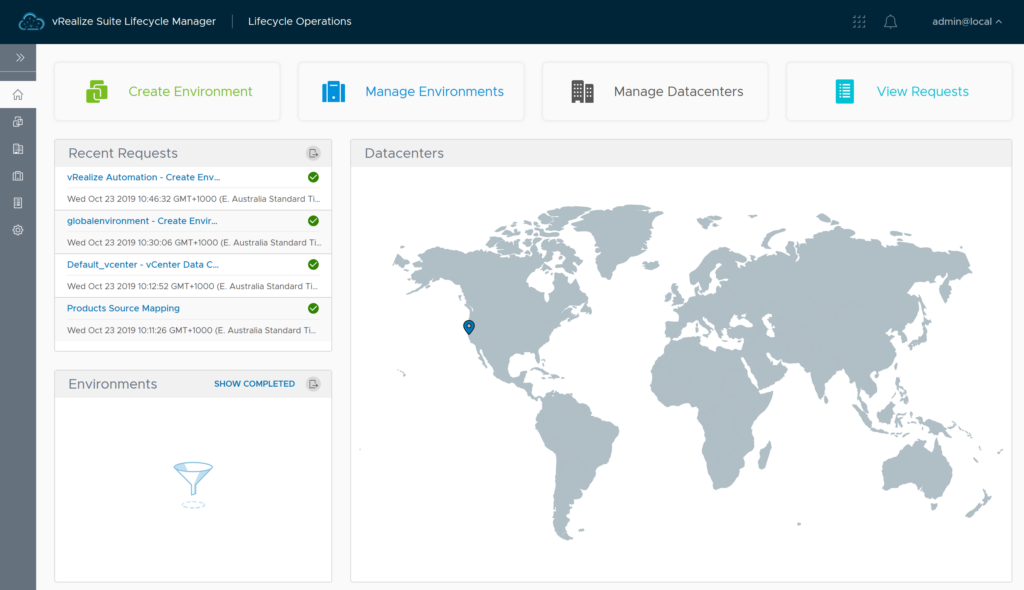 vRealize Suite Lifecycle Manager
Lifecycle Operations
admin@local
Create Environment
Manage Environments
Manage Datacenters
View Requests
Recent Requests
vRealize Automation - Create Env...
Wed Oct 23 2019 10:46:32 GMT+1000 (E. Australia Standard Ti...
globalenvironment - Create Envir...
Wed Oct 23 2019 10:30:06 GMT+1000 (E. Australia Standard Ti...
Default_vcenter - vCenter Data C...
Wed Oct 23 2019 10:12:52 GMT+1000 (E. Australia Standard Ti...
Products Source Mapping
Wed Oct 23 2019 10:11:26 GMT+1000 (E. Australia Standard Ti...
Environments
SHOW COMPLETED
Datacenters